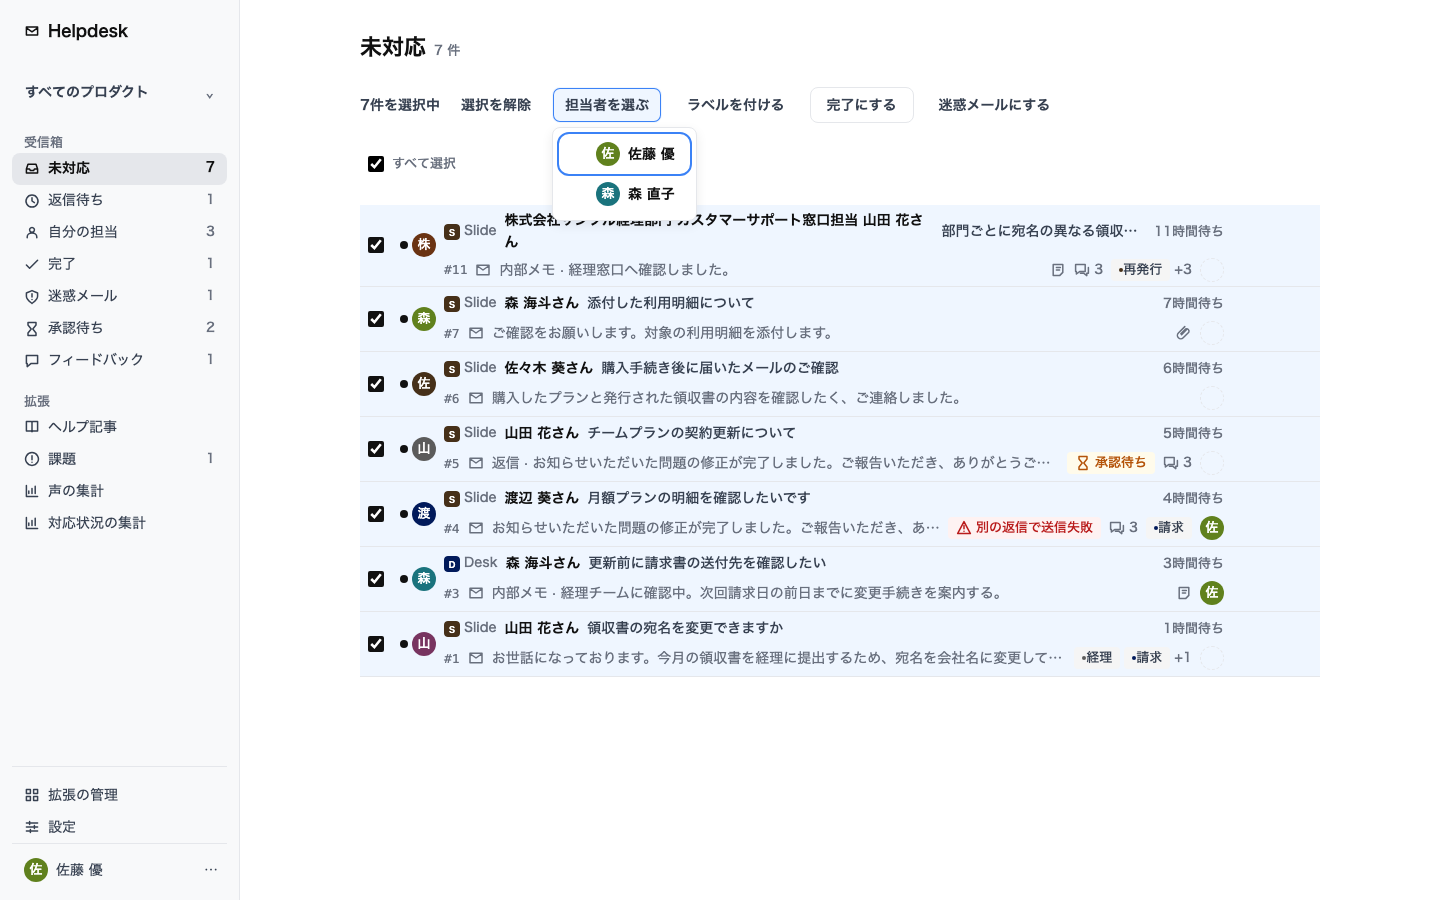 Helpdesk
すべてのプロダクト
受信箱
未対応 7
返信待ち 1
自分の担当 3
完了 1
迷惑メール 1
承認待ち 2
フィードバック 1
拡張
ヘルプ記事
課題 1
声の集計
対応状況の集計
拡張の管理
設定
佐 佐藤 優 …
未対応 7 件
7件を選択中 選択を解除 担当者を選ぶ ラベルを付ける 完了にする 迷惑メールにする
佐 佐藤 優
森 森 直子
すべて選択
株 S Slide 株式会社サンプル経理部門 カスタマーサポート窓口担当 山田 花さ
ん
部門ごとに宛名の異なる領収… 11時間待ち
#11 内部メモ · 経理窓口へ確認しました。 3 •再発行 +3
森 S Slide 森 海斗さん 添付した利用明細について 7時間待ち
#7 ご確認をお願いします。対象の利用明細を添付します。
佐 S Slide 佐々木 葵さん 購入手続き後に届いたメールのご確認 6時間待ち
#6 購入したプランと発行された領収書の内容を確認したく、ご連絡しました。
山 S Slide 山田 花さん チームプランの契約更新について 5時間待ち
#5 返信 · お知らせいただいた問題の修正が完了しました。ご報告いただき、ありがとうご… 承認待ち 3
渡 S Slide 渡辺 葵さん 月額プランの明細を確認したいです 4時間待ち
#4 お知らせいただいた問題の修正が完了しました。ご報告いただき、あ… 別の返信で送信失敗 3 •請求 佐
森 D Desk 森 海斗さん 更新前に請求書の送付先を確認したい 3時間待ち
#3 内部メモ · 経理チームに確認中。次回請求日の前日までに変更手続きを案内する。 佐
山 S Slide 山田 花さん 領収書の宛名を変更できますか 1時間待ち
#1 お世話になっております。今月の領収書を経理に提出するため、宛名を会社名に変更して… •経理 •請求 +1